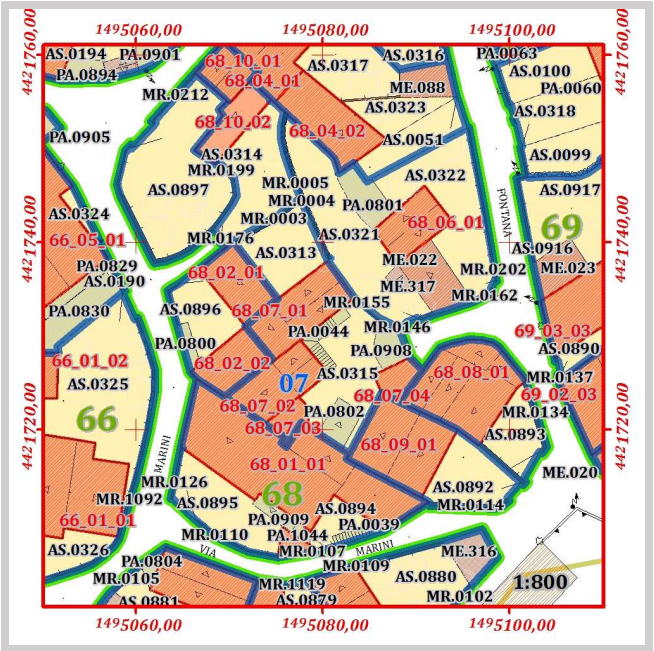 1495060,00 1495080,00 1495100,00
4421760,00 4421760,00
AS.0194 PA.0901 68_10_01 AS.0317 AS.0316 PA.0063
PA.0894 68_04_01 AS.0100
MR.0212 ME.088 PA.0060
AS.0323 AS.0318
68_10_02 68_04_02
PA.0905 AS.0051
AS.0314 AS.0099
MR.0199 AS.0322
AS.0897 MR.0005 AS.0917
MR.0004 PA.0801 FONTANA
AS.0324 MR.0003 68_06_01 69
4421740,00 4421740,00
66_05_01 MR.0176 AS.0321
AS.0313 AS.0916
PA.0829 68_02_01 ME.022 MR.0202 ME.023
AS.0190 ME.317
PA.0830 AS.0896 68_07_01 MR.0155 MR.0162
PA.0044 MR.0146 69_03_03
PA.0800 PA.0908 AS.0890
66_01_02 68_02_02
AS.0325 07 AS.0315 68_08_01 MR.0137
68_07_02 68_07_04 69_02_03
66 PA.0802 MR.0134
4421720,00 4421720,00
68_07_03 AS.0893
68_09_01
MARINI 68_01_01
MR.0126 ME.020
MR.1092 68 AS.0892
AS.0895 AS.0894 MR.0114
66_01_01 PA.0909 PA.0039
MR.0110 PA.1044
AS.0326 VIA MR.0107 MARINI ME.316
PA.0804 MR.0109
MR.0105 MR.1119 AS.0880 1:800
AS.0881 AS.0879 MR.0102
1495060,00 1495080,00 1495100,00